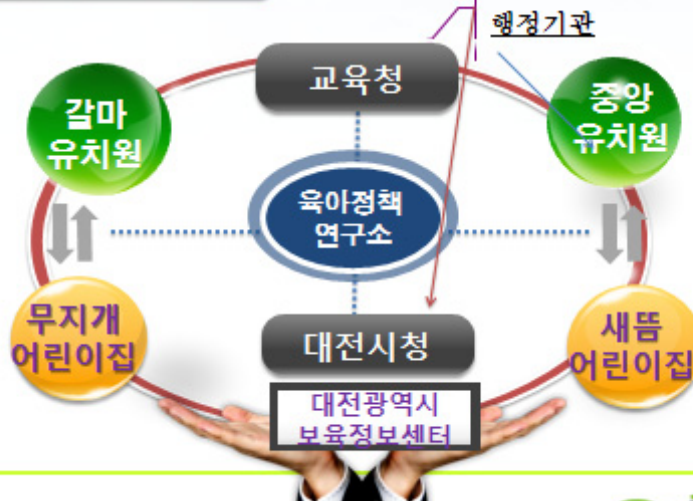 행정기관
교육청
갈마
유치원
중앙
유치원
육아정책
연구소
무지개
어린이집
새뜸
어린이집
대전시청
대전광역시
보육정보센터